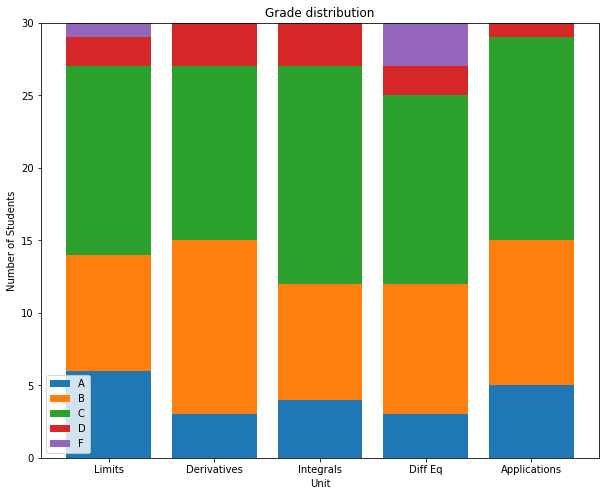 Grade distribution
30
25
20
15
10
5
0
Number of Students
A
B
C
D
F
Limits Derivatives Integrals Diff Eq Applications
Unit